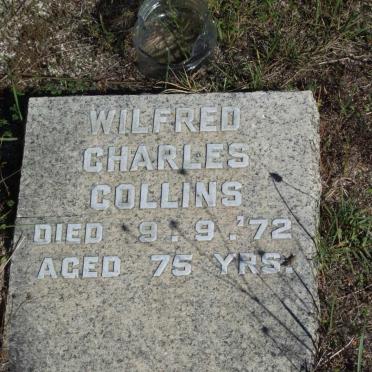 WILFRED
CHARLES
COLLINS
DIED 9.9.'72
AGED 75 YRS.